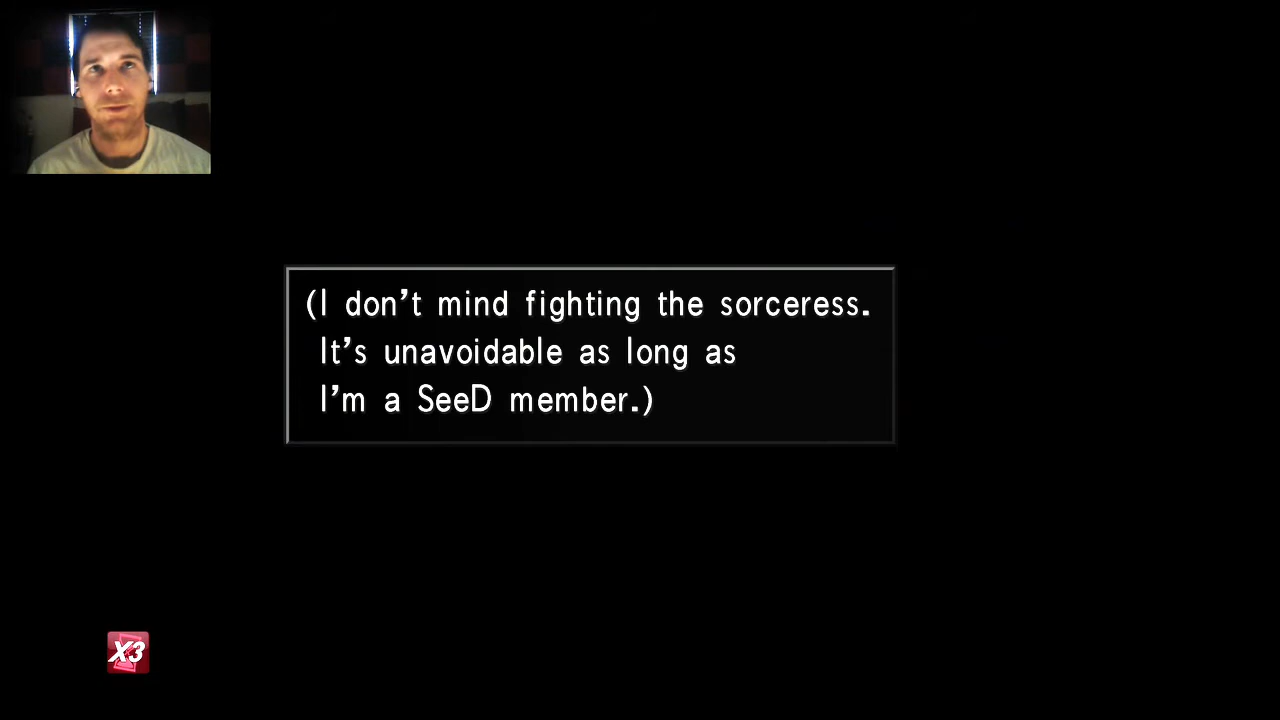 (I don't mind fighting the sorceress.
It's unavoidable as long as
I'm a SeeD member.)
X3